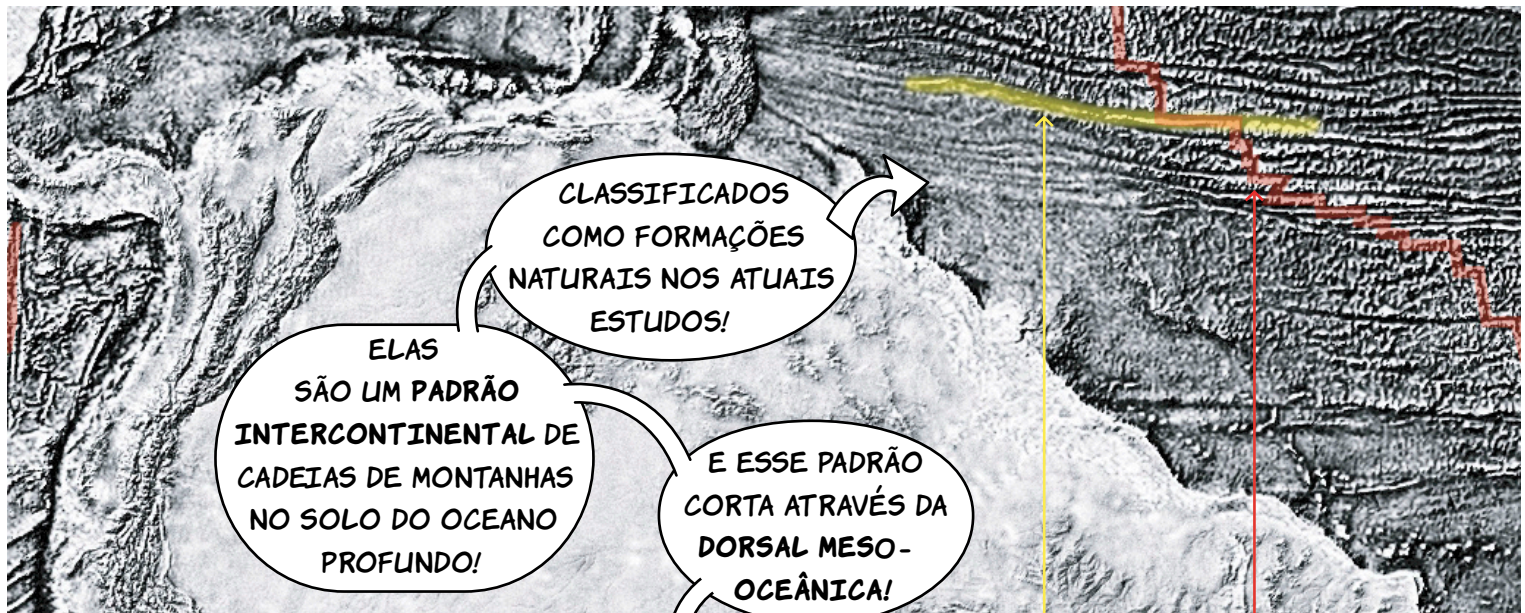 CLASSIFICADOS
COMO FORMAÇÕES
NATURAIS NOS ATUAIS
ESTUDOS!
ELAS
SÃO UM PADRÃO
INTERCONTINENTAL DE
CADEIAS DE MONTANHAS
NO SOLO DO OCEANO
PROFUNDO!
E ESSE PADRÃO
CORTA ATRAVÉS DA
DORSAL MESO-
OCEÂNICA!